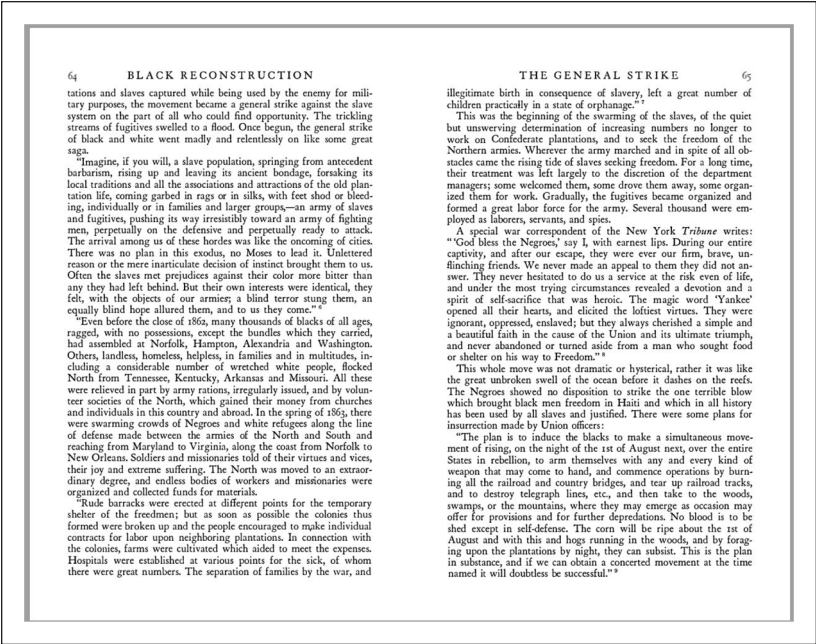 64 BLACK RECONSTRUCTION
tations and slaves captured while being used by the enemy for mili-
tary purposes, the movement became a general strike against the slave
system on the part of all who could find opportunity. The trickling
streams of fugitives swelled to a flood. Once begun, the general strike
of black and white went madly and relentlessly on like some great
saga.
“Imagine, if you will, a slave population, springing from antecedent
barbarism, rising up and leaving its ancient bondage, forsaking its
local traditions and all the associations and attractions of the old plan-
tation life, coming garbed in rags or in silks, with feet shod or bleed-
ing, individually or in families and larger groups,—an army of slaves
and fugitives, pushing its way irresistibly toward an army of fighting
men, perpetually on the defensive and perpetually ready to attack.
The arrival among us of these hordes was like the oncoming of cities.
There was no plan in this exodus, no Moses to lead it. Unlettered
reason or the mere inarticulate decision of instinct brought them to us.
Often the slaves met prejudices against their color more bitter than
any they had left behind. But their own interests were identical, they
felt, with the objects of our armies; a blind terror stung them, an
equally blind hope allured them, and to us they come.” 6
“Even before the close of 1862, many thousands of blacks of all ages,
ragged, with no possessions, except the bundles which they carried,
had assembled at Norfolk, Hampton, Alexandria and Washington.
Others, landless, homeless, helpless, in families and in multitudes, in-
cluding a considerable number of wretched white people, flocked
North from Tennessee, Kentucky, Arkansas and Missouri. All these
were relieved in part by army rations, irregularly issued, and by volun-
teer societies of the North, which gained their money from churches
and individuals in this country and abroad. In the spring of 1863, there
were swarming crowds of Negroes and white refugees along the line
of defense made between the armies of the North and South and
reaching from Maryland to Virginia, along the coast from Norfolk to
New Orleans. Soldiers and missionaries told of their virtues and vices,
their joy and extreme suffering. The North was moved to an extraor-
dinary degree, and endless bodies of workers and missionaries were
organized and collected funds for materials.
“Rude barracks were erected at different points for the temporary
shelter of the freedmen; but as soon as possible the colonies thus
formed were broken up and the people encouraged to make individual
contracts for labor upon neighboring plantations. In connection with
the colonies, farms were cultivated which aided to meet the expenses.
Hospitals were established at various points for the sick, of whom
there were great numbers. The separation of families by the war, and
THE GENERAL STRIKE 65
illegitimate birth in consequence of slavery, left a great number of
children practically in a state of orphanage.” 7
This was the beginning of the swarming of the slaves, of the quiet
but unswerving determination of increasing numbers no longer to
work on Confederate plantations, and to seek the freedom of the
Northern armies. Wherever the army marched and in spite of all ob-
stacles came the rising tide of slaves seeking freedom. For a long time,
their treatment was left largely to the discretion of the department
managers; some welcomed them, some drove them away, some organ-
ized them for work. Gradually, the fugitives became organized and
formed a great labor force for the army. Several thousand were em-
ployed as laborers, servants, and spies.
A special war correspondent of the New York Tribune writes:
“ ‘God bless the Negroes,’ say I, with earnest lips. During our entire
captivity, and after our escape, they were ever our firm, brave, un-
flinching friends. We never made an appeal to them they did not an-
swer. They never hesitated to do us a service at the risk even of life,
and under the most trying circumstances revealed a devotion and a
spirit of self-sacrifice that was heroic. The magic word ‘Yankee’
opened all their hearts, and elicited the loftiest virtues. They were
ignorant, oppressed, enslaved; but they always cherished a simple and
a beautiful faith in the cause of the Union and its ultimate triumph,
and never abandoned or turned aside from a man who sought food
or shelter on his way to Freedom.” 8
This whole move was not dramatic or hysterical, rather it was like
the great unbroken swell of the ocean before it dashes on the reefs.
The Negroes showed no disposition to strike the one terrible blow
which brought black men freedom in Haiti and which in all history
has been used by all slaves and justified. There were some plans for
insurrection made by Union officers:
“The plan is to induce the blacks to make a simultaneous move-
ment of rising, on the night of the 1st of August next, over the entire
States in rebellion, to arm themselves with any and every kind of
weapon that may come to hand, and commence operations by burn-
ing all the railroad and country bridges, and tear up railroad tracks,
and to destroy telegraph lines, etc., and then take to the woods,
swamps, or the mountains, where they may emerge as occasion may
offer for provisions and for further depredations. No blood is to be
shed except in self-defense. The corn will be ripe about the 1st of
August and with this and hogs running in the woods, and by forag-
ing upon the plantations by night, they can subsist. This is the plan
in substance, and if we can obtain a concerted movement at the time
named it will doubtless be successful.” 9